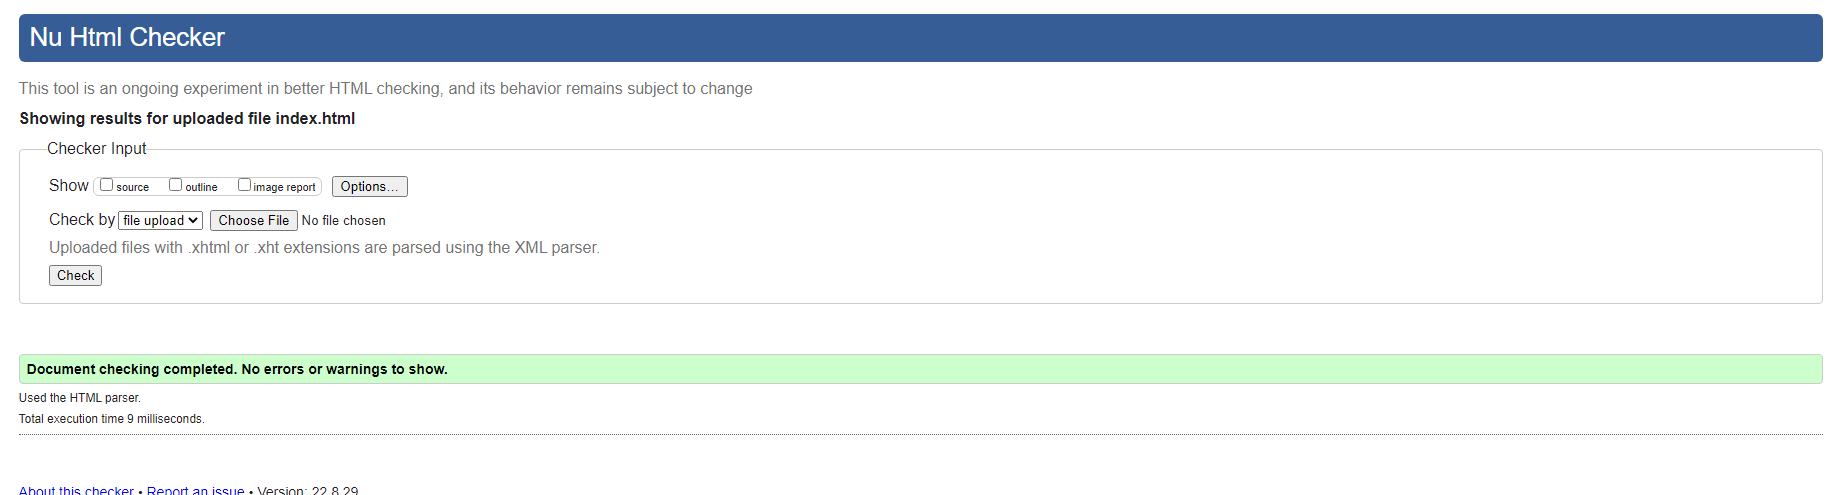 Nu Html Checker
This tool is an ongoing experiment in better HTML checking, and its behavior remains subject to change
Showing results for uploaded file index.html
Checker Input
Show source outline image report Options...
Check by file upload Choose File No file chosen
Uploaded files with .xhtml or .xht extensions are parsed using the XML parser.
Check
Document checking completed. No errors or warnings to show.
Used the HTML parser.
Total execution time 9 milliseconds.
About this checker • Report an issue • Version: 22.8.29